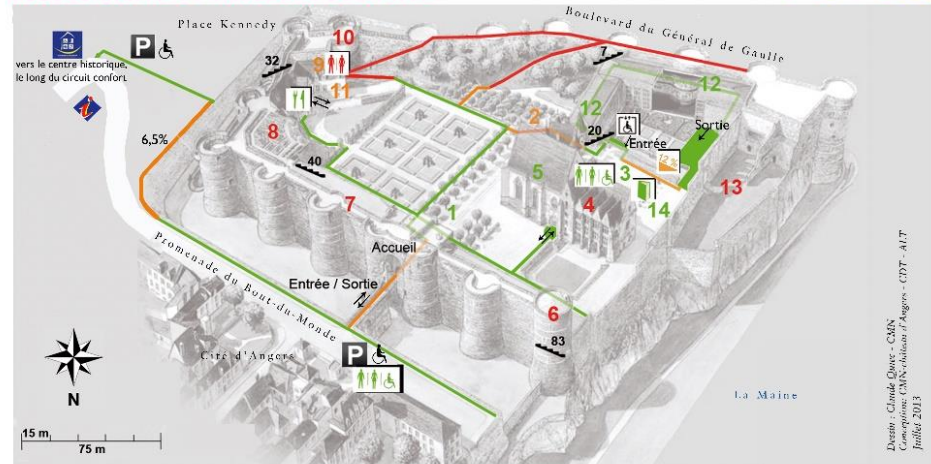 Place Kennedy
Boulevard du Général de Gaulle
P
vers le centre historique,
le long du circuit confort
i
6,5%
32
10
9
11
7
12
12
8
40
2
20
Entrée
Sortie
12 %
5
3
4
14
13
7
1
Accueil
Entrée / Sortie
Promenade du Bout-du-Monde
6
83
Cité d'Angers
P
N
La Maine
15 m
75 m
Dessin : Claude Quiec - CMN
Conception: CMN-château d'Angers - CDT - ALT
Juillet 2013